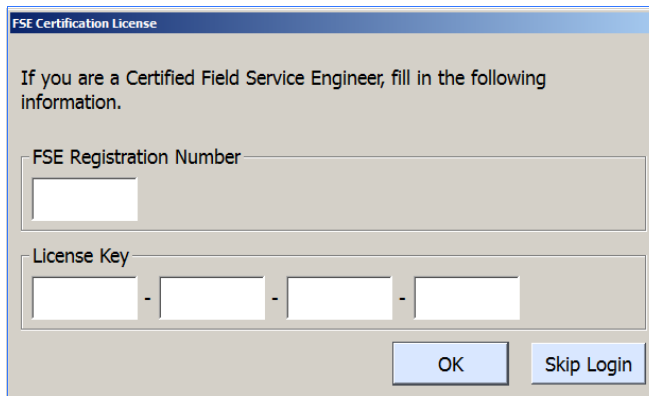 FSE Certification License
If you are a Certified Field Service Engineer, fill in the following
information.
FSE Registration Number
License Key
- - -
OK Skip Login